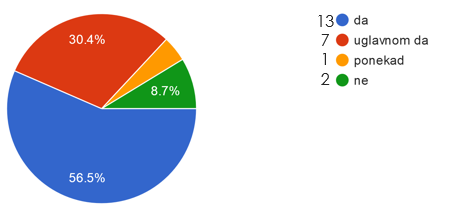 30.4%
8.7%
56.5%
13 da
7 uglavnom da
1 ponekad
2 ne